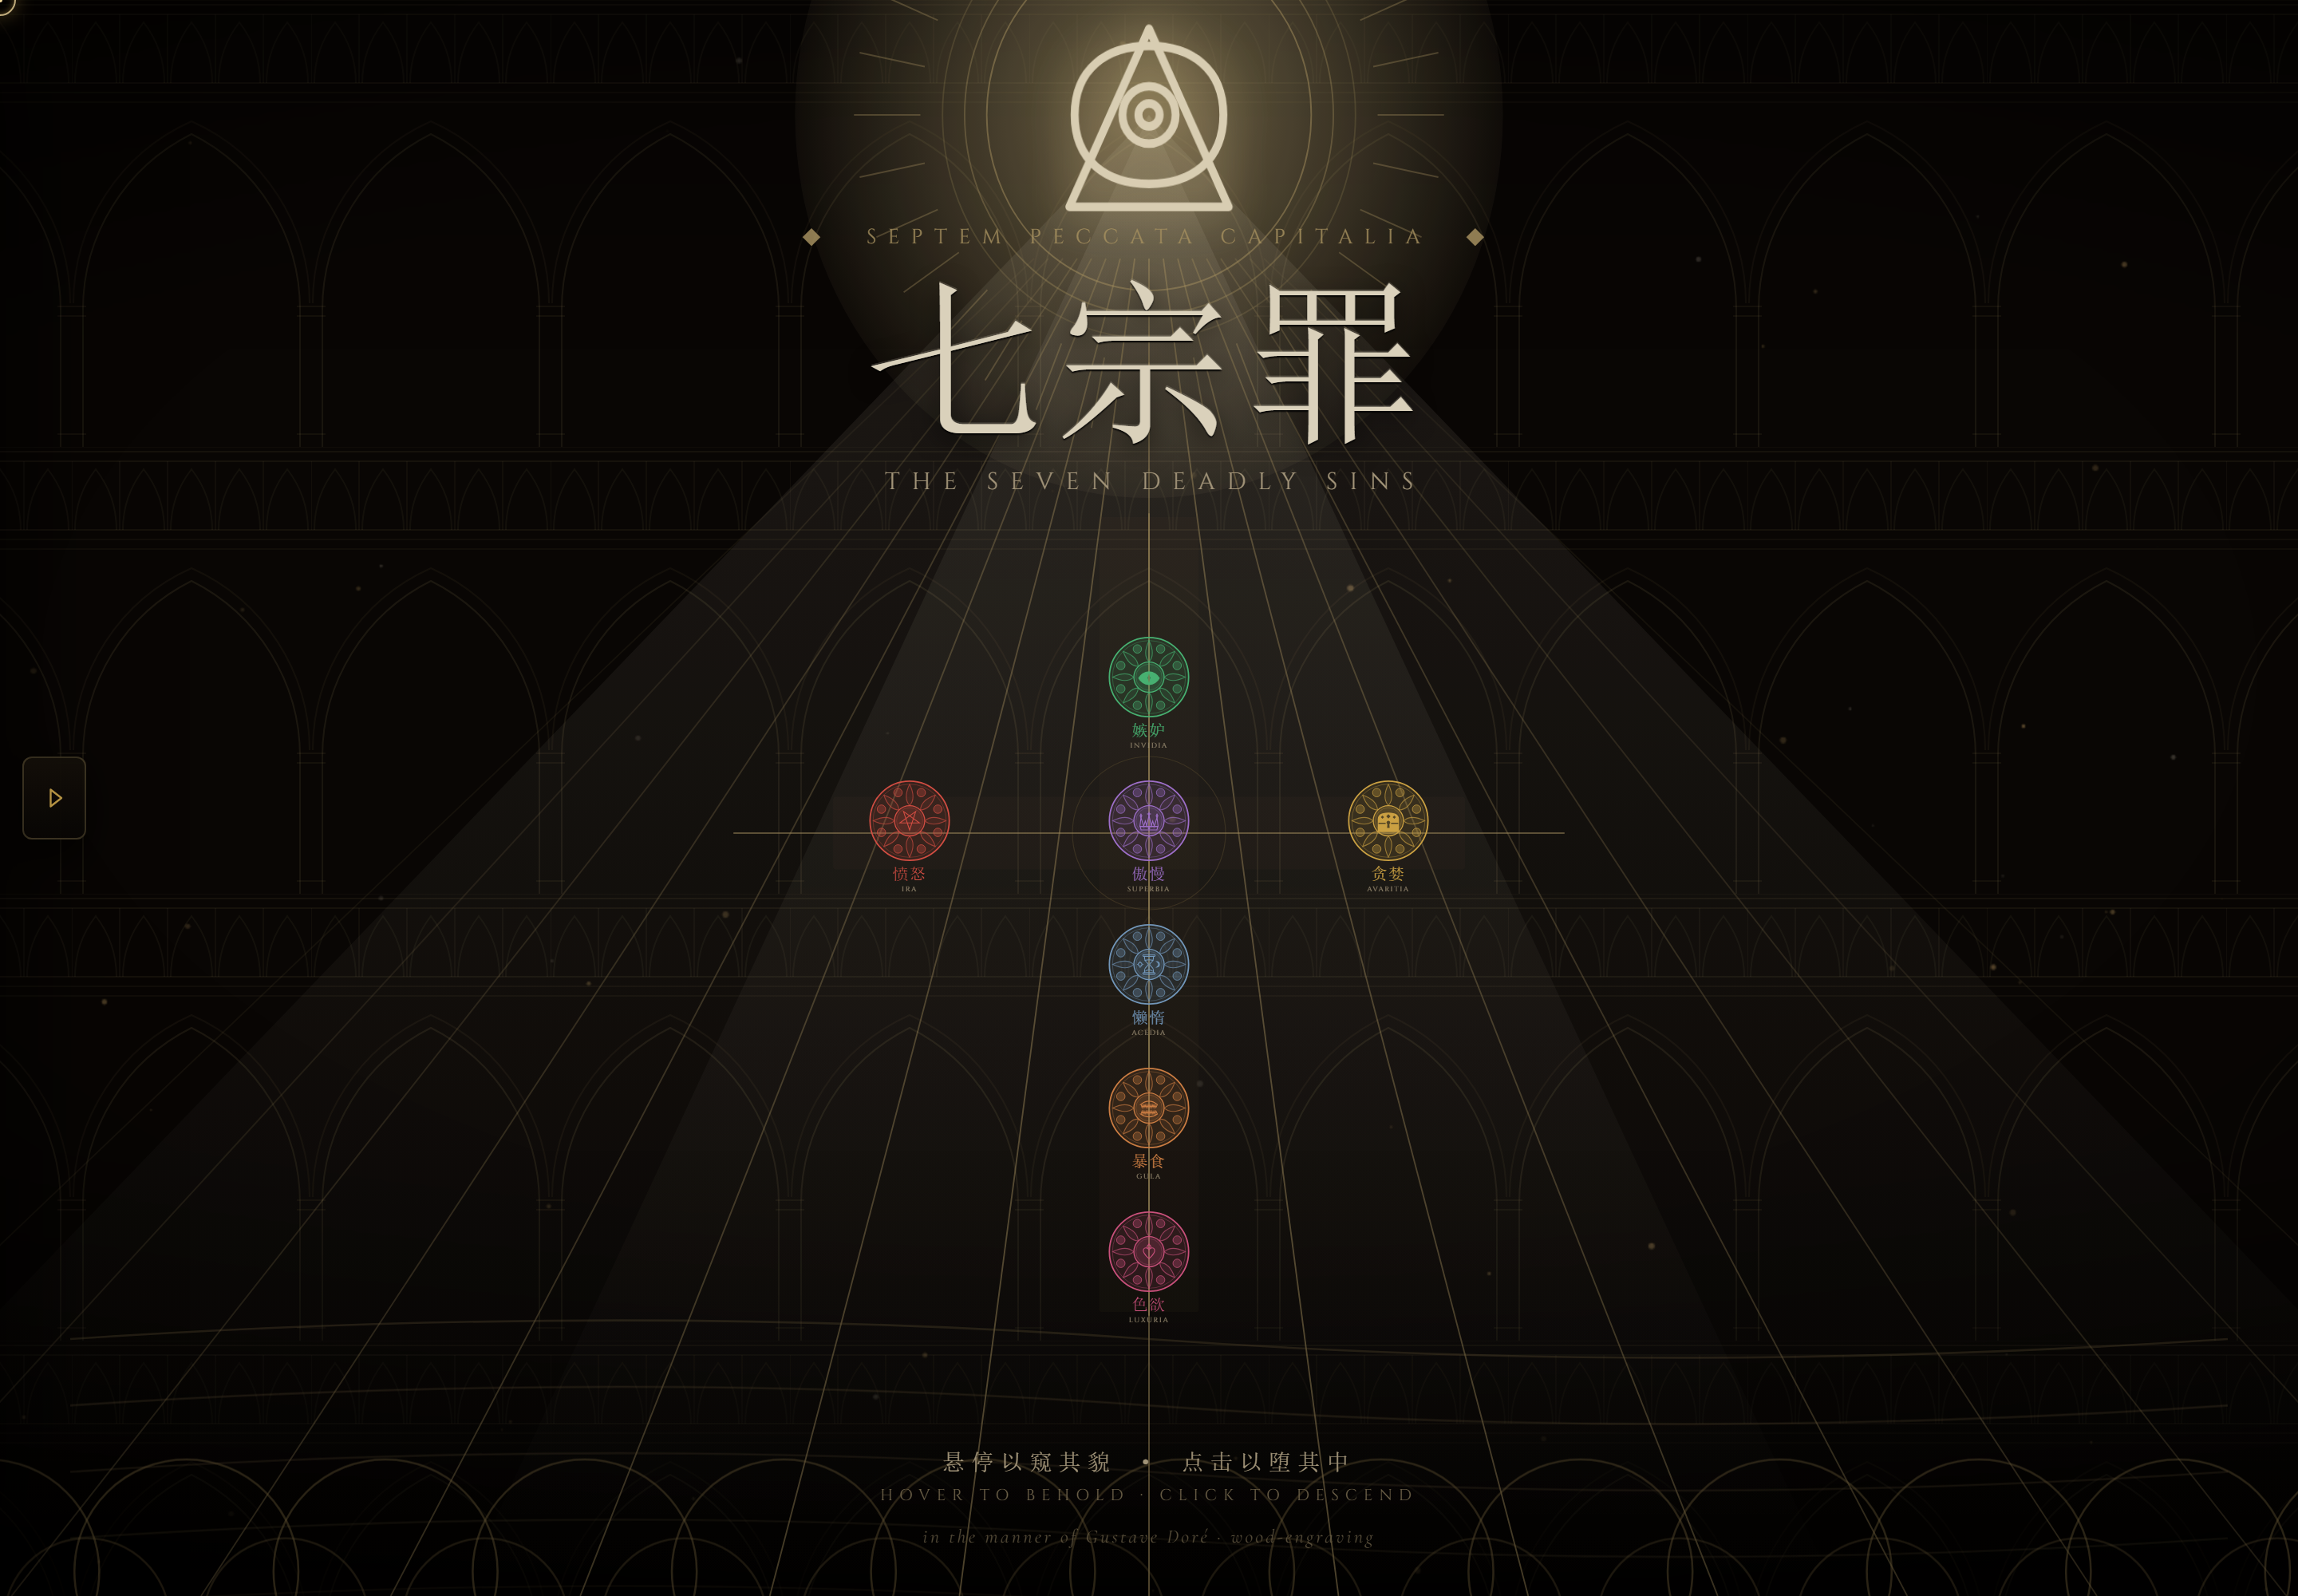 SEPTEM PECCATA CAPITALIA
七宗罪
THE SEVEN DEADLY SINS
嫉妒
INVIDIA
愤怒
IRA
傲慢
SUPERBIA
贪婪
AVARITIA
懒惰
ACEDIA
暴食
GULA
色欲
LUXURIA
悬停以窥其貌 • 点击以堕其中
HOVER TO BEHOLD · CLICK TO DESCEND
in the manner of Gustave Doré · wood-engraving